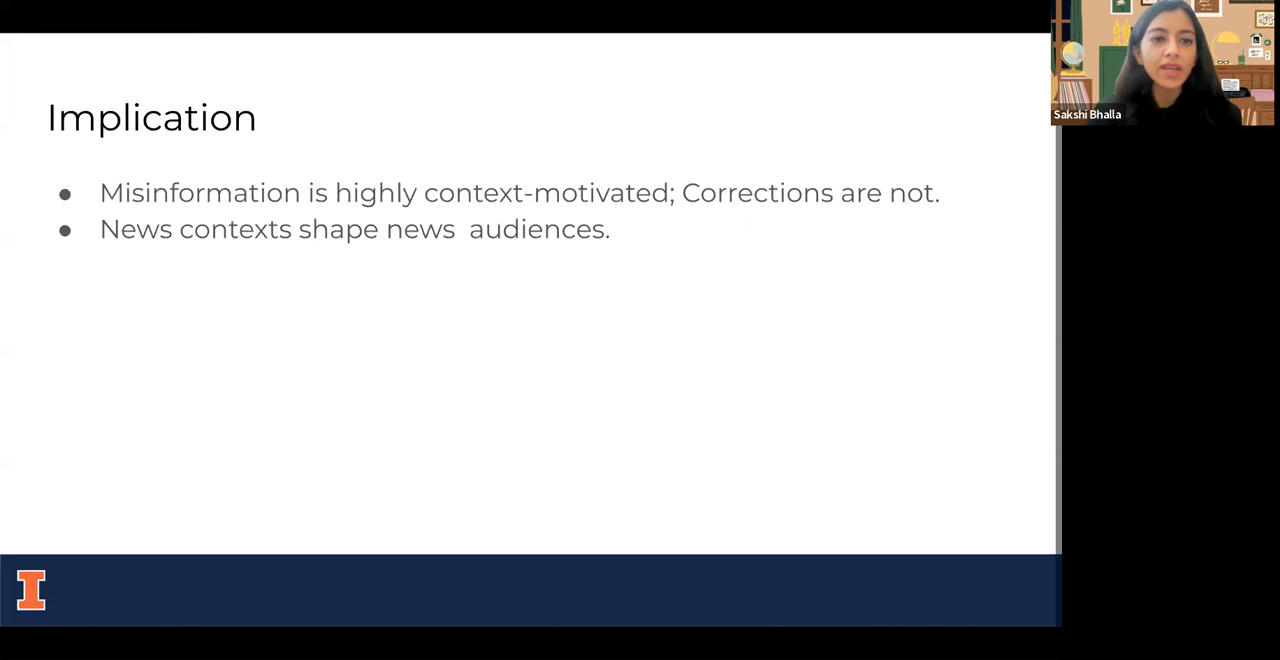 Implication
● Misinformation is highly context-motivated; Corrections are not.
● News contexts shape news  audiences.
Sakshi Bhalla
I